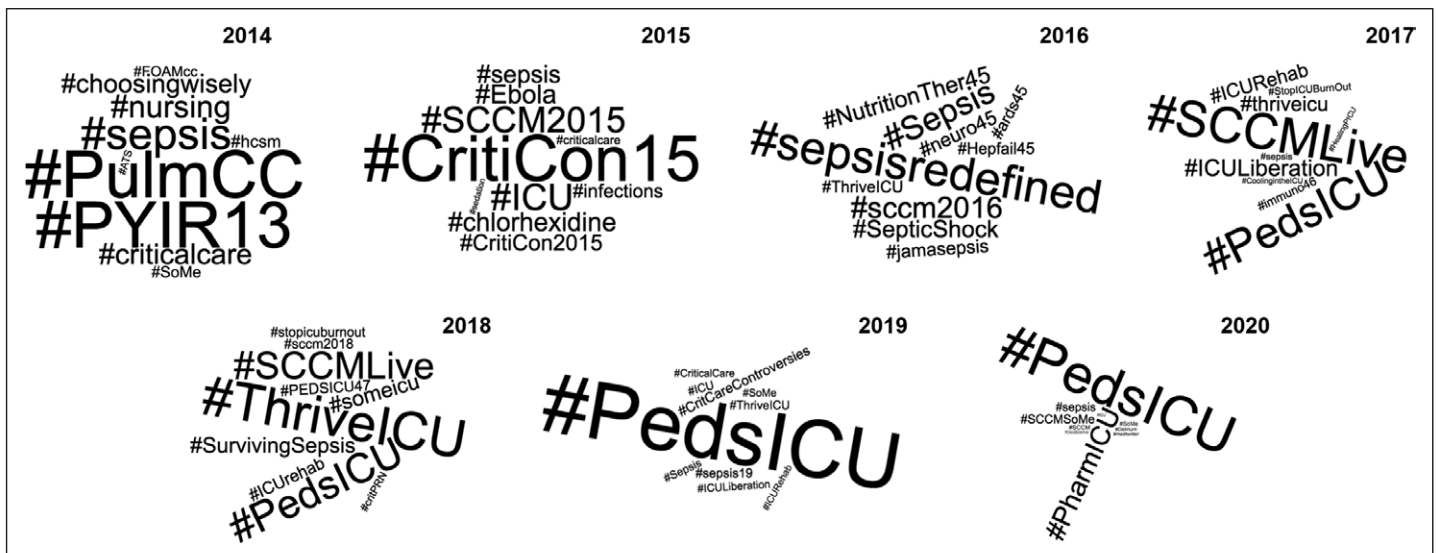 2014
#FOAMcc
#choosingwisely
#nursing
#sepsis
#hcsm
#ATS
#PulmCC
#PYIR13
#criticalcare
#SoMe
2015
#sepsis
#Ebola
#SCCM2015
#criticalcare
#CritiCon15
#sedation
#ICU
#infections
#chlorhexidine
#CritiCon2015
2016
#NutritionTher45
#Sepsis
#ards45
#neuro45
#Hepfail45
#sepsisredefined
#ThriveICU
#sccm2016
#SepticShock
#jamasepsis
2017
#ICURehab
#StopICUBurnOut
#thriveicu
#HealingPICU
#SCCMLive
#sepsis
#ICULiberation
#CoolingintheICU
#immuno46
#PedsICU
2018
#stopicuburnout
#sccm2018
#SCCMLive
#PEDSICU47
#someicu
#ThriveICU
#SurvivingSepsis
#ICUrehab
#PedsICU
#critPRN
2019
#CriticalCare
#ICU
#CritCareControversies
#SoMe
#ThriveICU
#PedsICU
#Sepsis
#sepsis19
#ICULiberation
#ICURehab
2020
#PedsICU
#sepsis
#SCCMSoMe
#SoMe
#SCCM
#PharmICU